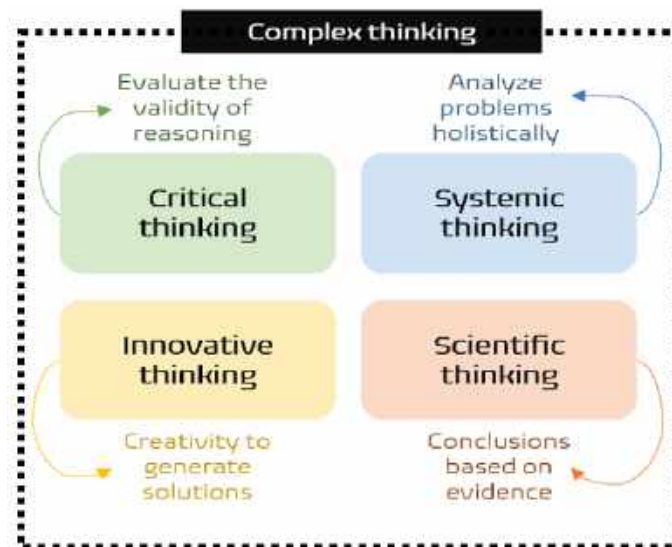 Complex thinking
Evaluate the
validity of
reasoning
Analyze
problems
holistically
Critical
thinking
Systemic
thinking
Innovative
thinking
Scientific
thinking
Creativity to
generate
solutions
Conclusions
based on
evidence